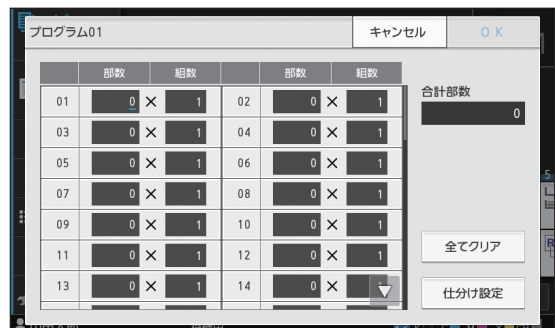 プログラム01 キャンセル OK
部数 組数 部数 組数
合計部数
0
01 0 × 1 02 0 × 1
03 0 × 1 04 0 × 1
05 0 × 1 06 0 × 1
07 0 × 1 08 0 × 1
09 0 × 1 10 0 × 1
11 0 × 1 12 0 × 1
13 0 × 1 14 0 ×
全てクリア
仕分け設定